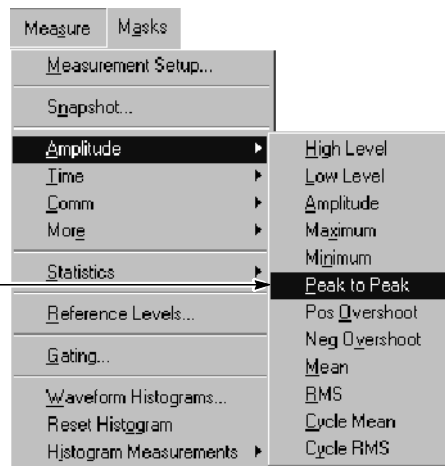 Measure Masks
Measurement Setup...
Snapshot...
Amplitude
Time
Comm
More
Statistics
Reference Levels...
Gating...
Waveform Histograms...
Reset Histogram
Histogram Measurements
High Level
Low Level
Amplitude
Maximum
Minimum
Peak to Peak
Pos Overshoot
Neg Overshoot
Mean
RMS
Cycle Mean
Cycle RMS